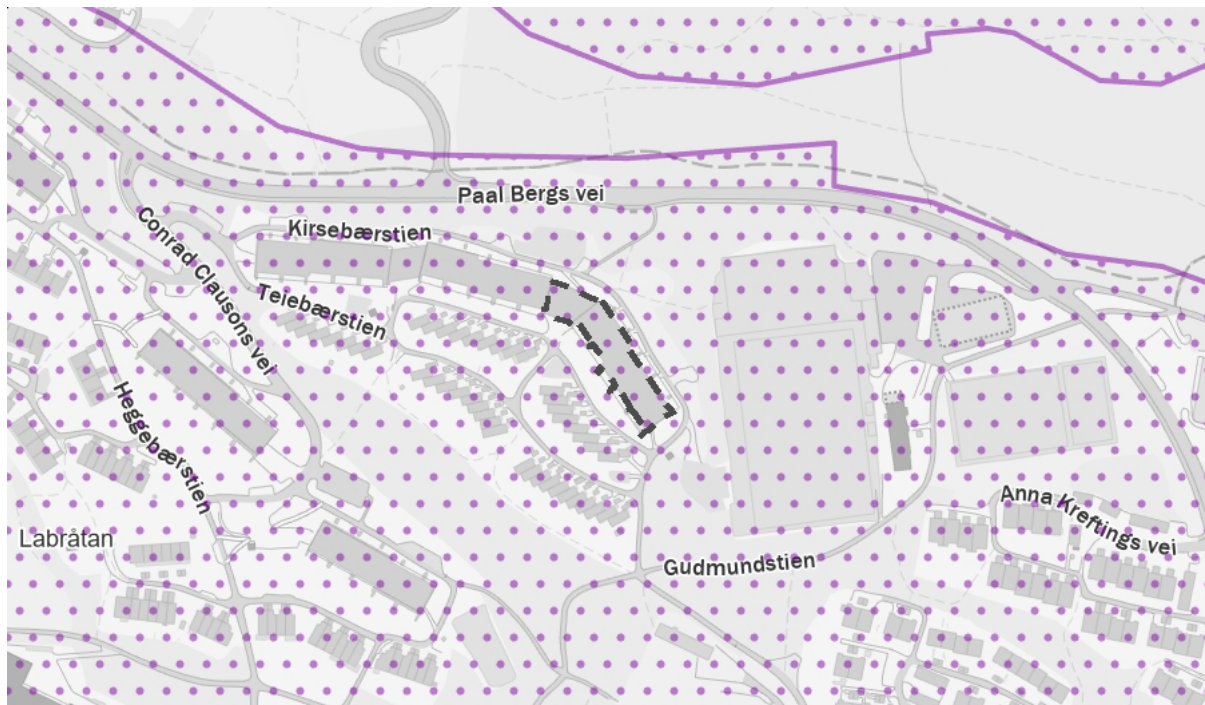 Paal Bergs vei
Kirsebærstien
Conrad Clausons vei
Teiebærstien
Heggebærstien
Anna Kreftings vei
Labråtan
Gudmundstien